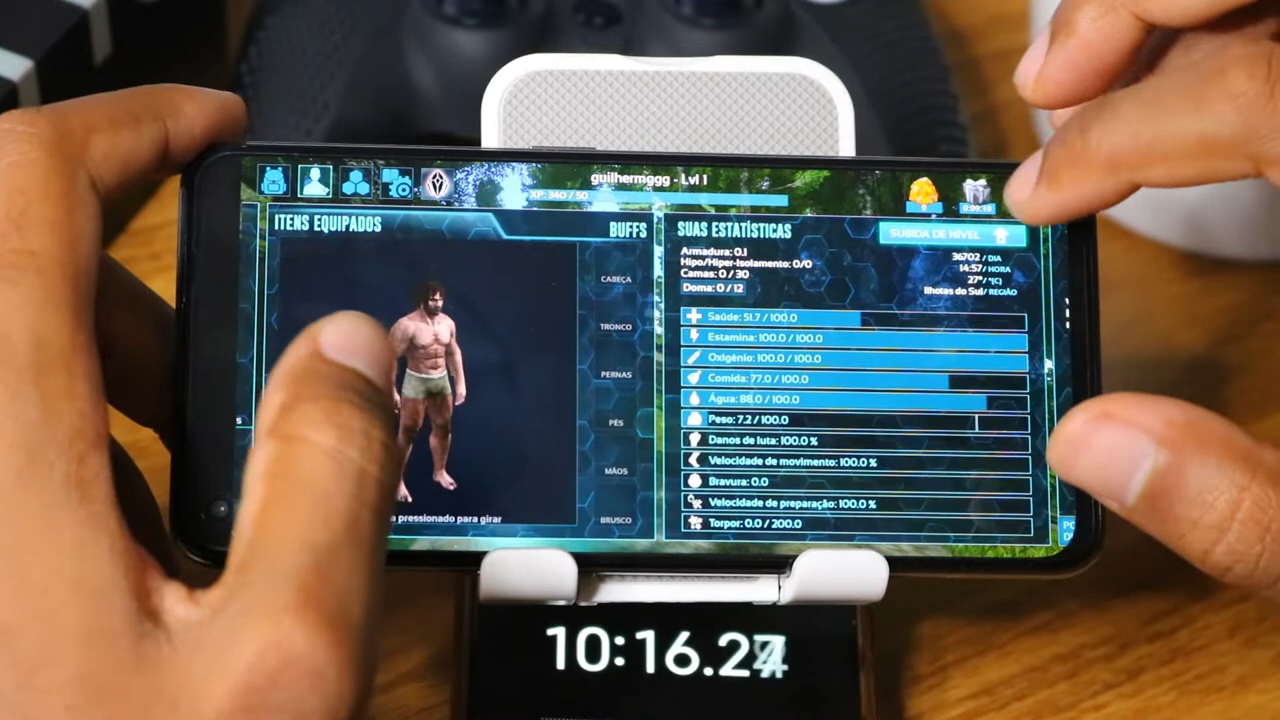 guilhermggg - Lvl 1
XP: 340 / 50
0
0:09:10
ITENS EQUIPADOS
BUFFS
CABEÇA
TRONCO
PERNAS
PÉS
MÃOS
BRUSCO
a pressionado para girar
SUAS ESTATÍSTICAS
SUBIDA DE NÍVEL
Armadura: 0.1
Hipo/Hiper-Isolamento: 0/0
Camas: 0 / 30
Doma: 0 / 12
36702 / DIA
14:57 / HORA
27° / °(C)
Ilhotas do Sul / REGIÃO
Saúde: 51.7 / 100.0
Estamina: 100.0 / 100.0
Oxigênio: 100.0 / 100.0
Comida: 77.0 / 100.0
Água: 88.0 / 100.0
Peso: 7.2 / 100.0
Danos de luta: 100.0 %
Velocidade de movimento: 100.0 %
Bravura: 0.0
Velocidade de preparação: 100.0 %
Torpor: 0.0 / 200.0
10:16.2